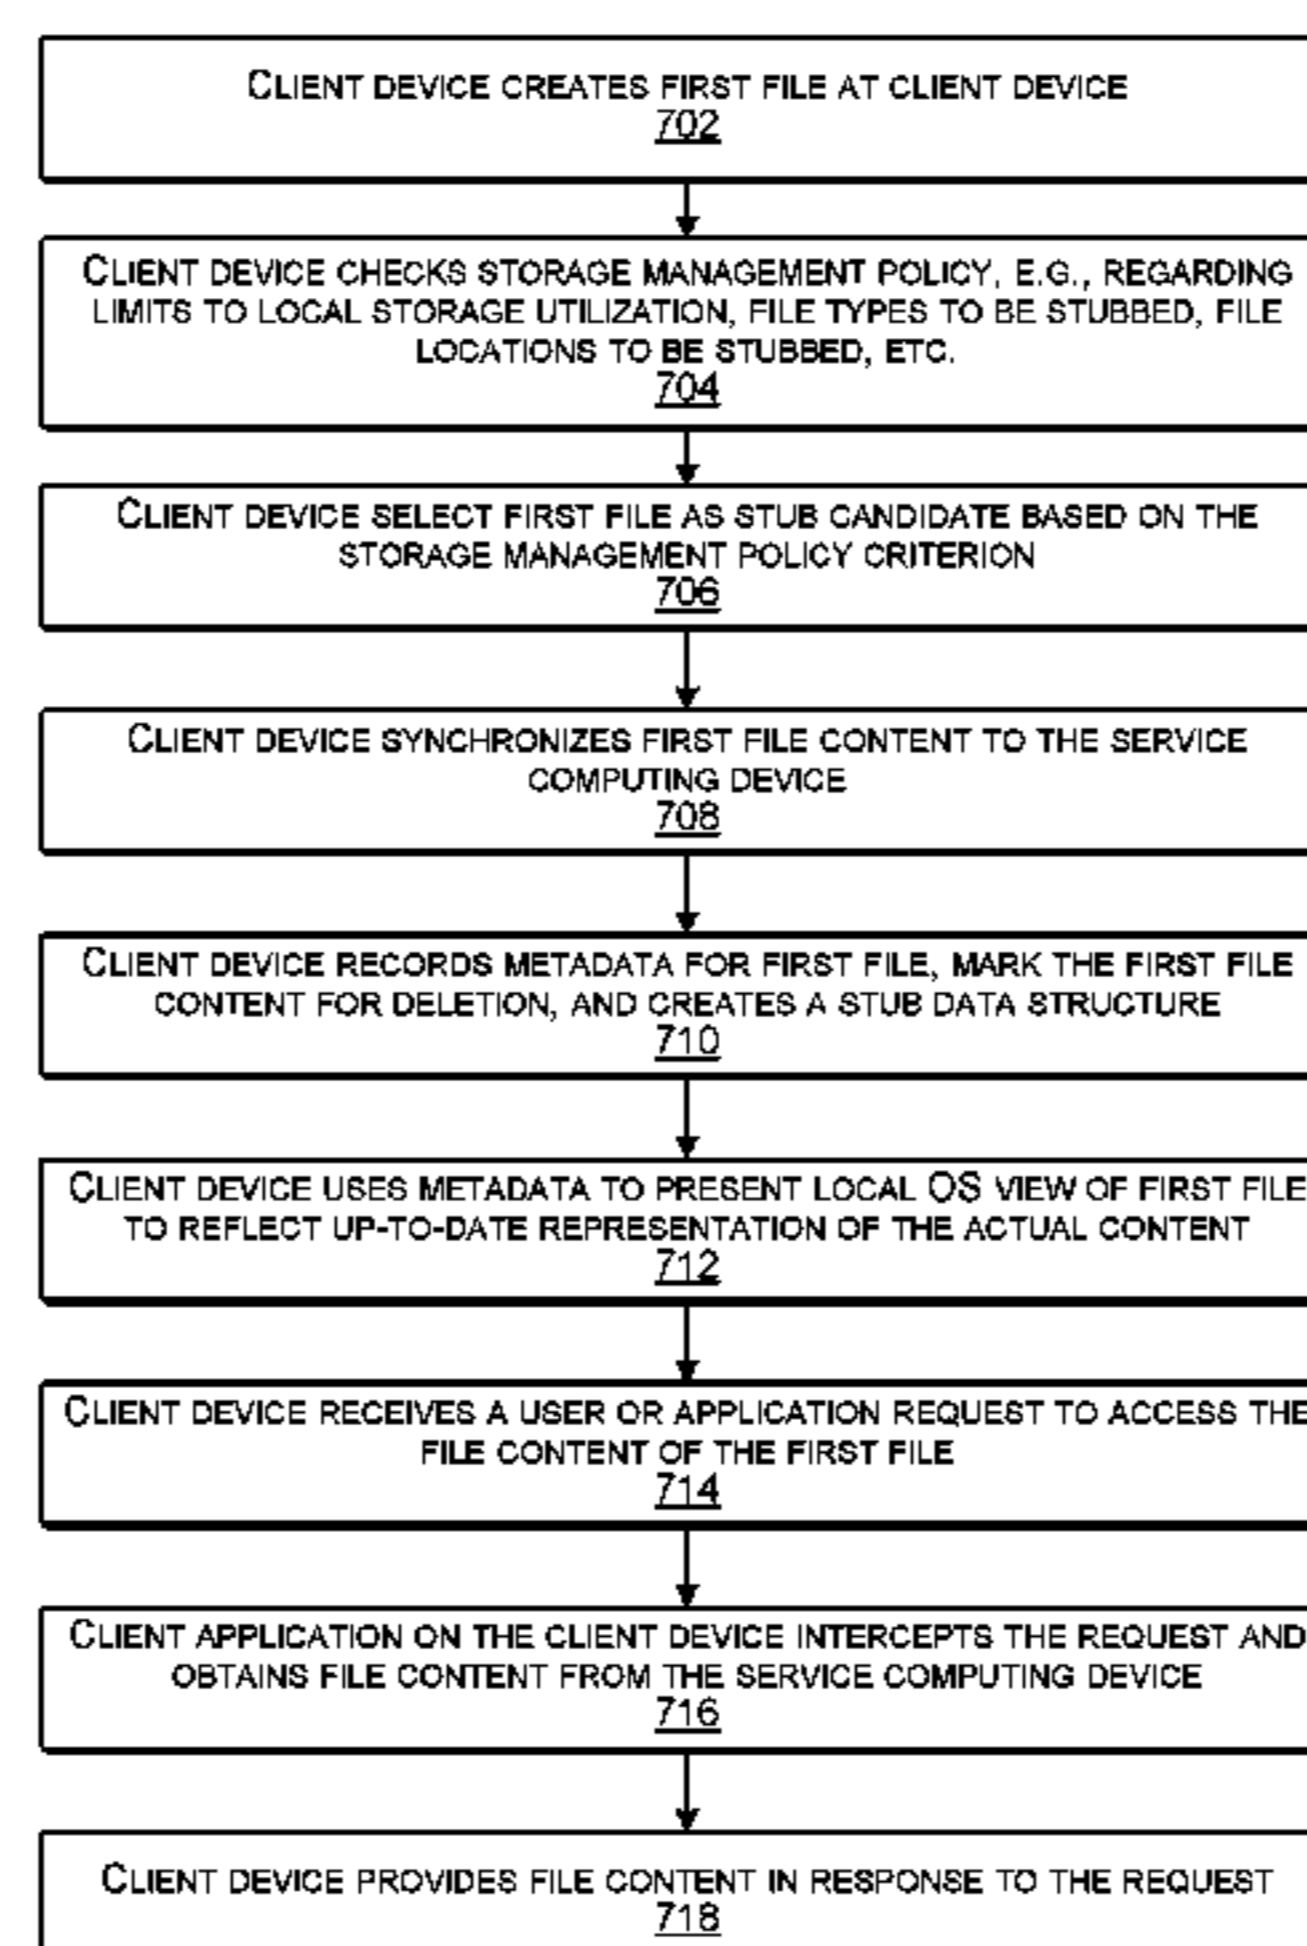 CLIENT DEVICE CREATES FIRST FILE AT CLIENT DEVICE
702
CLIENT DEVICE CHECKS STORAGE MANAGEMENT POLICY, E.G., REGARDING
LIMITS TO LOCAL STORAGE UTILIZATION, FILE TYPES TO BE STUBBED, FILE
LOCATIONS TO BE STUBBED, ETC.
704
CLIENT DEVICE SELECT FIRST FILE AS STUB CANDIDATE BASED ON THE
STORAGE MANAGEMENT POLICY CRITERION
706
CLIENT DEVICE SYNCHRONIZES FIRST FILE CONTENT TO THE SERVICE
COMPUTING DEVICE
708
CLIENT DEVICE RECORDS METADATA FOR FIRST FILE, MARK THE FIRST FILE
CONTENT FOR DELETION, AND CREATES A STUB DATA STRUCTURE
710
CLIENT DEVICE USES METADATA TO PRESENT LOCAL OS VIEW OF FIRST FILE
TO REFLECT UP-TO-DATE REPRESENTATION OF THE ACTUAL CONTENT
712
CLIENT DEVICE RECEIVES A USER OR APPLICATION REQUEST TO ACCESS THE
FILE CONTENT OF THE FIRST FILE
714
CLIENT APPLICATION ON THE CLIENT DEVICE INTERCEPTS THE REQUEST AND
OBTAINS FILE CONTENT FROM THE SERVICE COMPUTING DEVICE
716
CLIENT DEVICE PROVIDES FILE CONTENT IN RESPONSE TO THE REQUEST
718